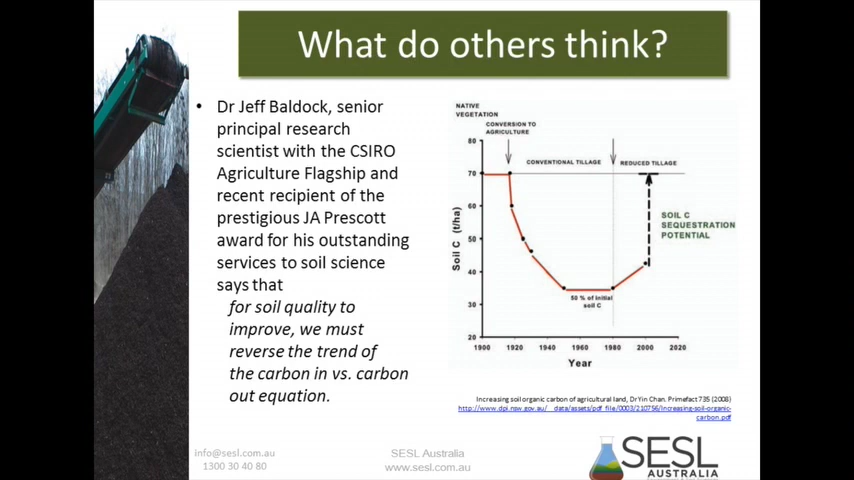 What do others think?
• Dr Jeff Baldock, senior
principal research
scientist with the CSIRO
Agriculture Flagship and
recent recipient of the
prestigious JA Prescott
award for his outstanding
services to soil science
says that
for soil quality to
improve, we must
reverse the trend of
the carbon in vs. carbon
out equation.
NATIVE
VEGETATION
CONVERSION TO
AGRICULTURE
CONVENTIONAL TILLAGE
REDUCED TILLAGE
80
70
60
50
40
30
20
Soil C (t/ha)
SOIL C
SEQUESTRATION
POTENTIAL
50 % of initial
soil C
1900 1920 1940 1960 1980 2000 2020
Year
Increasing soil organic carbon of agricultural land, Dr Yin Chan. Primefact 735 (2008)
http://www.dpi.nsw.gov.au/__data/assets/pdf_file/0003/210756/Increasing-soil-organic-
carbon.pdf
info@sesl.com.au
1300 30 40 80
SESL Australia
www.sesl.com.au
SESL
AUSTRALIA